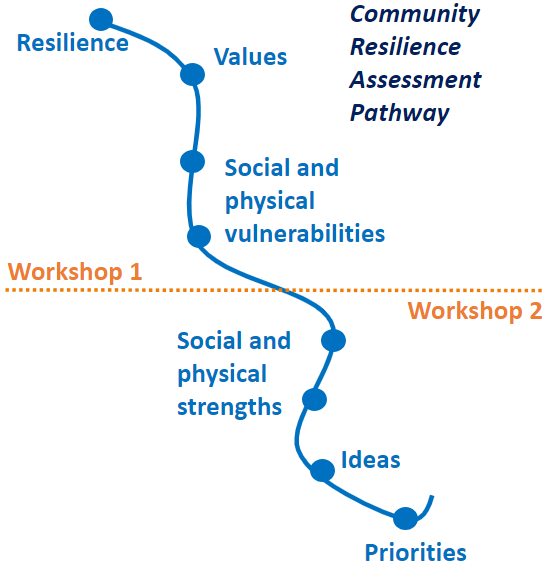 Community
Resilience
Assessment
Pathway
Resilience
Values
Social and
physical
vulnerabilities
Workshop 1
Workshop 2
Social and
physical
strengths
Ideas
Priorities